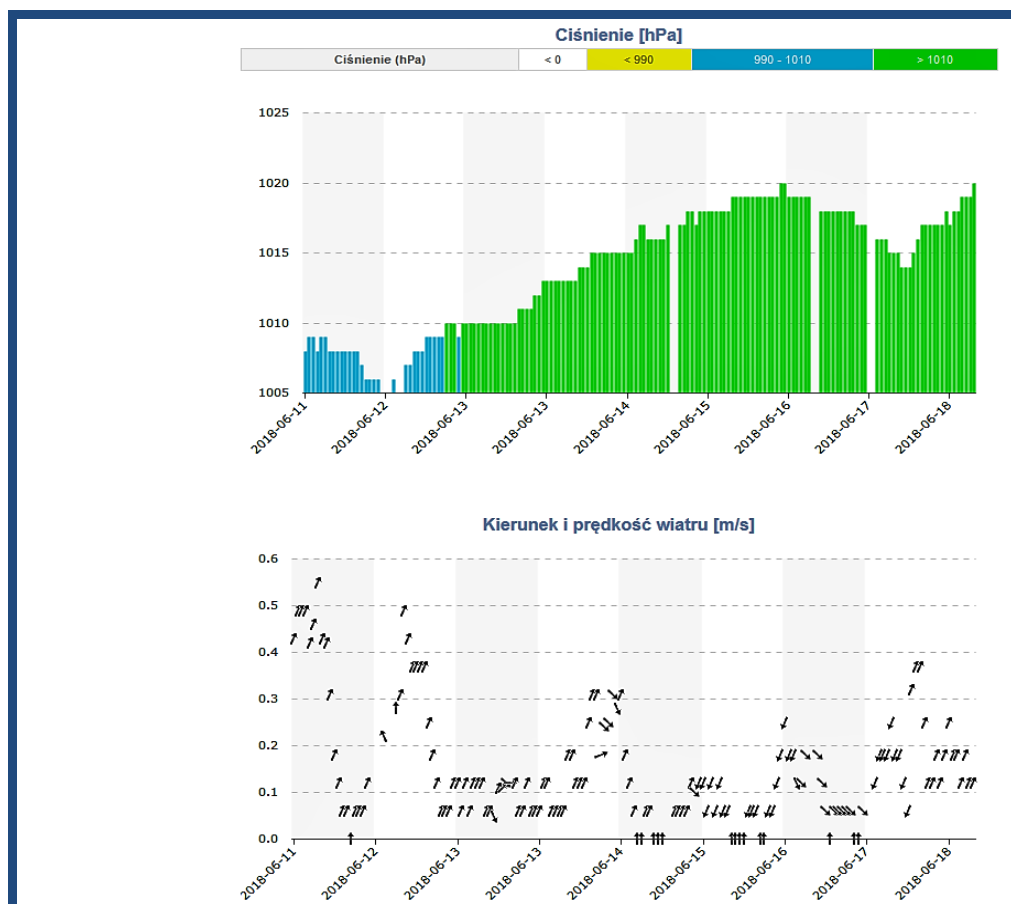 Ciśnienie [hPa]
Ciśnienie (hPa) < 0 < 990 990 - 1010 > 1010
1025
1020
1015
1010
1005
2018-06-11 2018-06-12 2018-06-13 2018-06-13 2018-06-14 2018-06-15 2018-06-16 2018-06-17 2018-06-18
Kierunek i prędkość wiatru [m/s]
0.6
0.5
0.4
0.3
0.2
0.1
0.0
2018-06-11 2018-06-12 2018-06-13 2018-06-13 2018-06-14 2018-06-15 2018-06-16 2018-06-17 2018-06-18